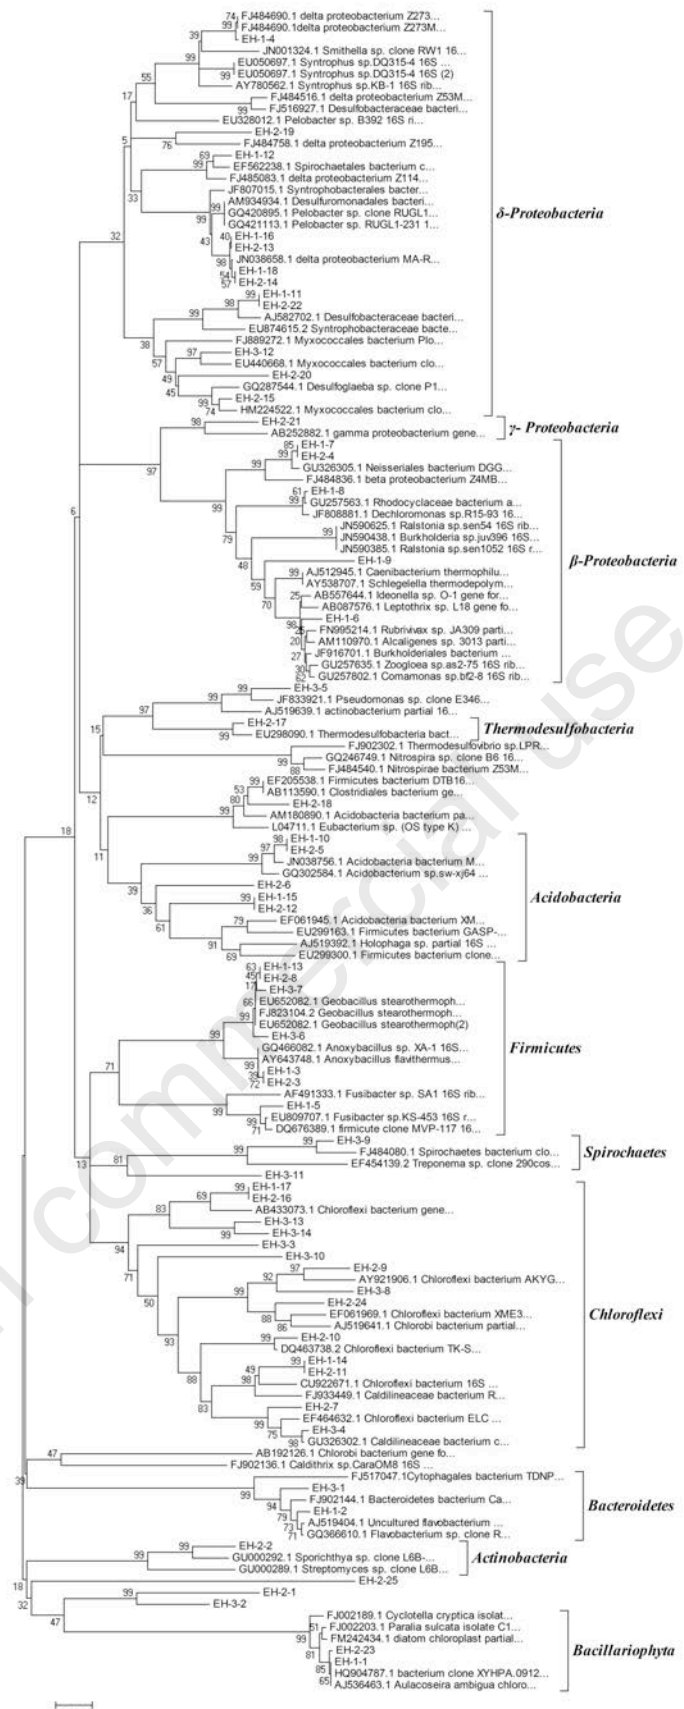 FJ484690.1 delta proteobacterium Z273...
FJ484690.1delta proteobacterium Z273M...
EH-1-4
JN001324.1 Smithella sp. clone RW1 16...
EU050697.1 Syntrophus sp.DQ315-4 16S ...
EU050697.1 Syntrophus sp.DQ315-4 16S (2)
AY780562.1 Syntrophus sp.KB-1 16S rib...
FJ484516.1 delta proteobacterium Z53M...
FJ516927.1 Desulfobacteraceae bacteri...
EU328012.1 Pelobacter sp. B392 16S ri...
EH-2-19
FJ484758.1 delta proteobacterium Z195...
EH-1-12
EF562238.1 Spirochaetales bacterium c...
FJ485083.1 delta proteobacterium Z114...
JF807015.1 Syntrophobacterales bacter...
AM934934.1 Desulfuromonadales bacteri...
GQ420895.1 Pelobacter sp. clone RUGL1...
GQ421113.1 Pelobacter sp. RUGL1-231 1...
EH-1-16
EH-2-13
JN038658.1 delta proteobacterium MA-R...
EH-1-18
EH-2-14
EH-1-11
EH-2-22
AJ582702.1 Desulfobacteraceae bacteri...
EU874615.2 Syntrophobacteraceae bacte...
FJ889272.1 Myxococcales bacterium Plo...
EH-3-12
EU440668.1 Myxococcales bacterium clo...
EH-2-20
GQ287544.1 Desulfoglaeba sp. clone P1...
EH-2-15
HM224522.1 Myxococcales bacterium clo...
δ-Proteobacteria
EH-2-21
AB252882.1 gamma proteobacterium gene...
γ- Proteobacteria
EH-1-7
EH-2-4
GU326305.1 Neisseriales bacterium DGG...
FJ484836.1 beta proteobacterium Z4MB...
EH-1-8
GU257563.1 Rhodocyclaceae bacterium a...
JF808881.1 Dechloromonas sp.R15-93 16...
JN590625.1 Ralstonia sp.sen54 16S rib...
JN590438.1 Burkholderia sp.juv396 16S...
JN590385.1 Ralstonia sp.sen1052 16S r...
EH-1-9
AJ512945.1 Caenibacterium thermophilu...
AY538707.1 Schlegelella thermodepolym...
AB557644.1 Ideonella sp. O-1 gene for...
AB087576.1 Leptothrix sp. L18 gene fo...
EH-1-6
FN995214.1 Rubrivivax sp. JA309 parti...
AM110970.1 Alcaligenes sp. 3013 parti...
JF916701.1 Burkholderiales bacterium ...
GU257635.1 Zoogloea sp.as2-75 16S rib...
GU257802.1 Comamonas sp.bf2-8 16S rib...
β-Proteobacteria
EH-3-5
JF833921.1 Pseudomonas sp. clone E346...
AJ519639.1 actinobacterium partial 16...
EH-2-17
EU298090.1 Thermodesulfobacteria bact...
Thermodesulfobacteria
FJ902302.1 Thermodesulfovibrio sp.LPR...
GQ246749.1 Nitrospira sp. clone B6 16...
FJ484540.1 Nitrospirae bacterium Z53M...
EF205538.1 Firmicutes bacterium DTB16...
AB113590.1 Clostridiales bacterium ge...
EH-2-18
AM180890.1 Acidobacteria bacterium pa...
L04711.1 Eubacterium sp. (OS type K) ...
EH-1-10
EH-2-5
JN038756.1 Acidobacteria bacterium M...
GQ302584.1 Acidobacterium sp.sw-xj64 ...
EH-2-6
EH-1-15
EH-2-12
EF061945.1 Acidobacteria bacterium XM...
EU299163.1 Firmicutes bacterium GASP-...
AJ519392.1 Holophaga sp. partial 16S ...
EU299300.1 Firmicutes bacterium clone...
Acidobacteria
EH-1-13
EH-2-8
EH-3-7
EU652082.1 Geobacillus stearothermoph...
FJ823104.2 Geobacillus stearothermoph...
EU652082.1 Geobacillus stearothermoph(2)
EH-3-6
GQ466082.1 Anoxybacillus sp. XA-1 16S...
AY643748.1 Anoxybacillus flavithermus...
EH-1-3
EH-2-3
AF491333.1 Fusibacter sp. SA1 16S rib...
EH-1-5
EU809707.1 Fusibacter sp.KS-453 16S r...
DQ676389.1 firmicute clone MVP-117 16...
Firmicutes
EH-3-9
FJ484080.1 Spirochaetes bacterium clo...
EF454139.2 Treponema sp. clone 290cos...
Spirochaetes
EH-3-11
EH-1-17
EH-2-16
AB433073.1 Chloroflexi bacterium gene...
EH-3-13
EH-3-14
EH-3-3
EH-3-10
EH-2-9
AY921906.1 Chloroflexi bacterium AKYG...
EH-3-8
EH-2-24
EF061969.1 Chloroflexi bacterium XME3...
AJ519641.1 Chlorobi bacterium partial...
EH-2-10
DQ463738.2 Chloroflexi bacterium TK-S...
EH-1-14
EH-2-11
CU922671.1 Chloroflexi bacterium 16S ...
FJ933449.1 Caldilineaceae bacterium R...
EH-2-7
EF464632.1 Chloroflexi bacterium ELC ...
EH-3-4
GU326302.1 Caldilineaceae bacterium c...
Chloroflexi
AB192126.1 Chlorobi bacterium gene fo...
FJ902136.1 Caldithrix sp.CaraOM8 16S ...
FJ517047.1Cytophagales bacterium TDNP...
EH-3-1
FJ902144.1 Bacteroidetes bacterium Ca...
EH-1-2
AJ519404.1 Uncultured flavobacterium ...
GQ366610.1 Flavobacterium sp. clone R...
Bacteroidetes
EH-2-2
GU000292.1 Sporichthya sp. clone L6B-...
GU000289.1 Streptomyces sp. clone L6B...
Actinobacteria
EH-2-25
EH-2-1
EH-3-2
FJ002189.1 Cyclotella cryptica isolat...
FJ002203.1 Paralia sulcata isolate C1...
FM242434.1 diatom chloroplast partial...
EH-2-23
EH-1-1
HQ904787.1 bacterium clone XYHPA.0912...
AJ536463.1 Aulacoseira ambigua chloro...
Bacillariophyta
commercial use